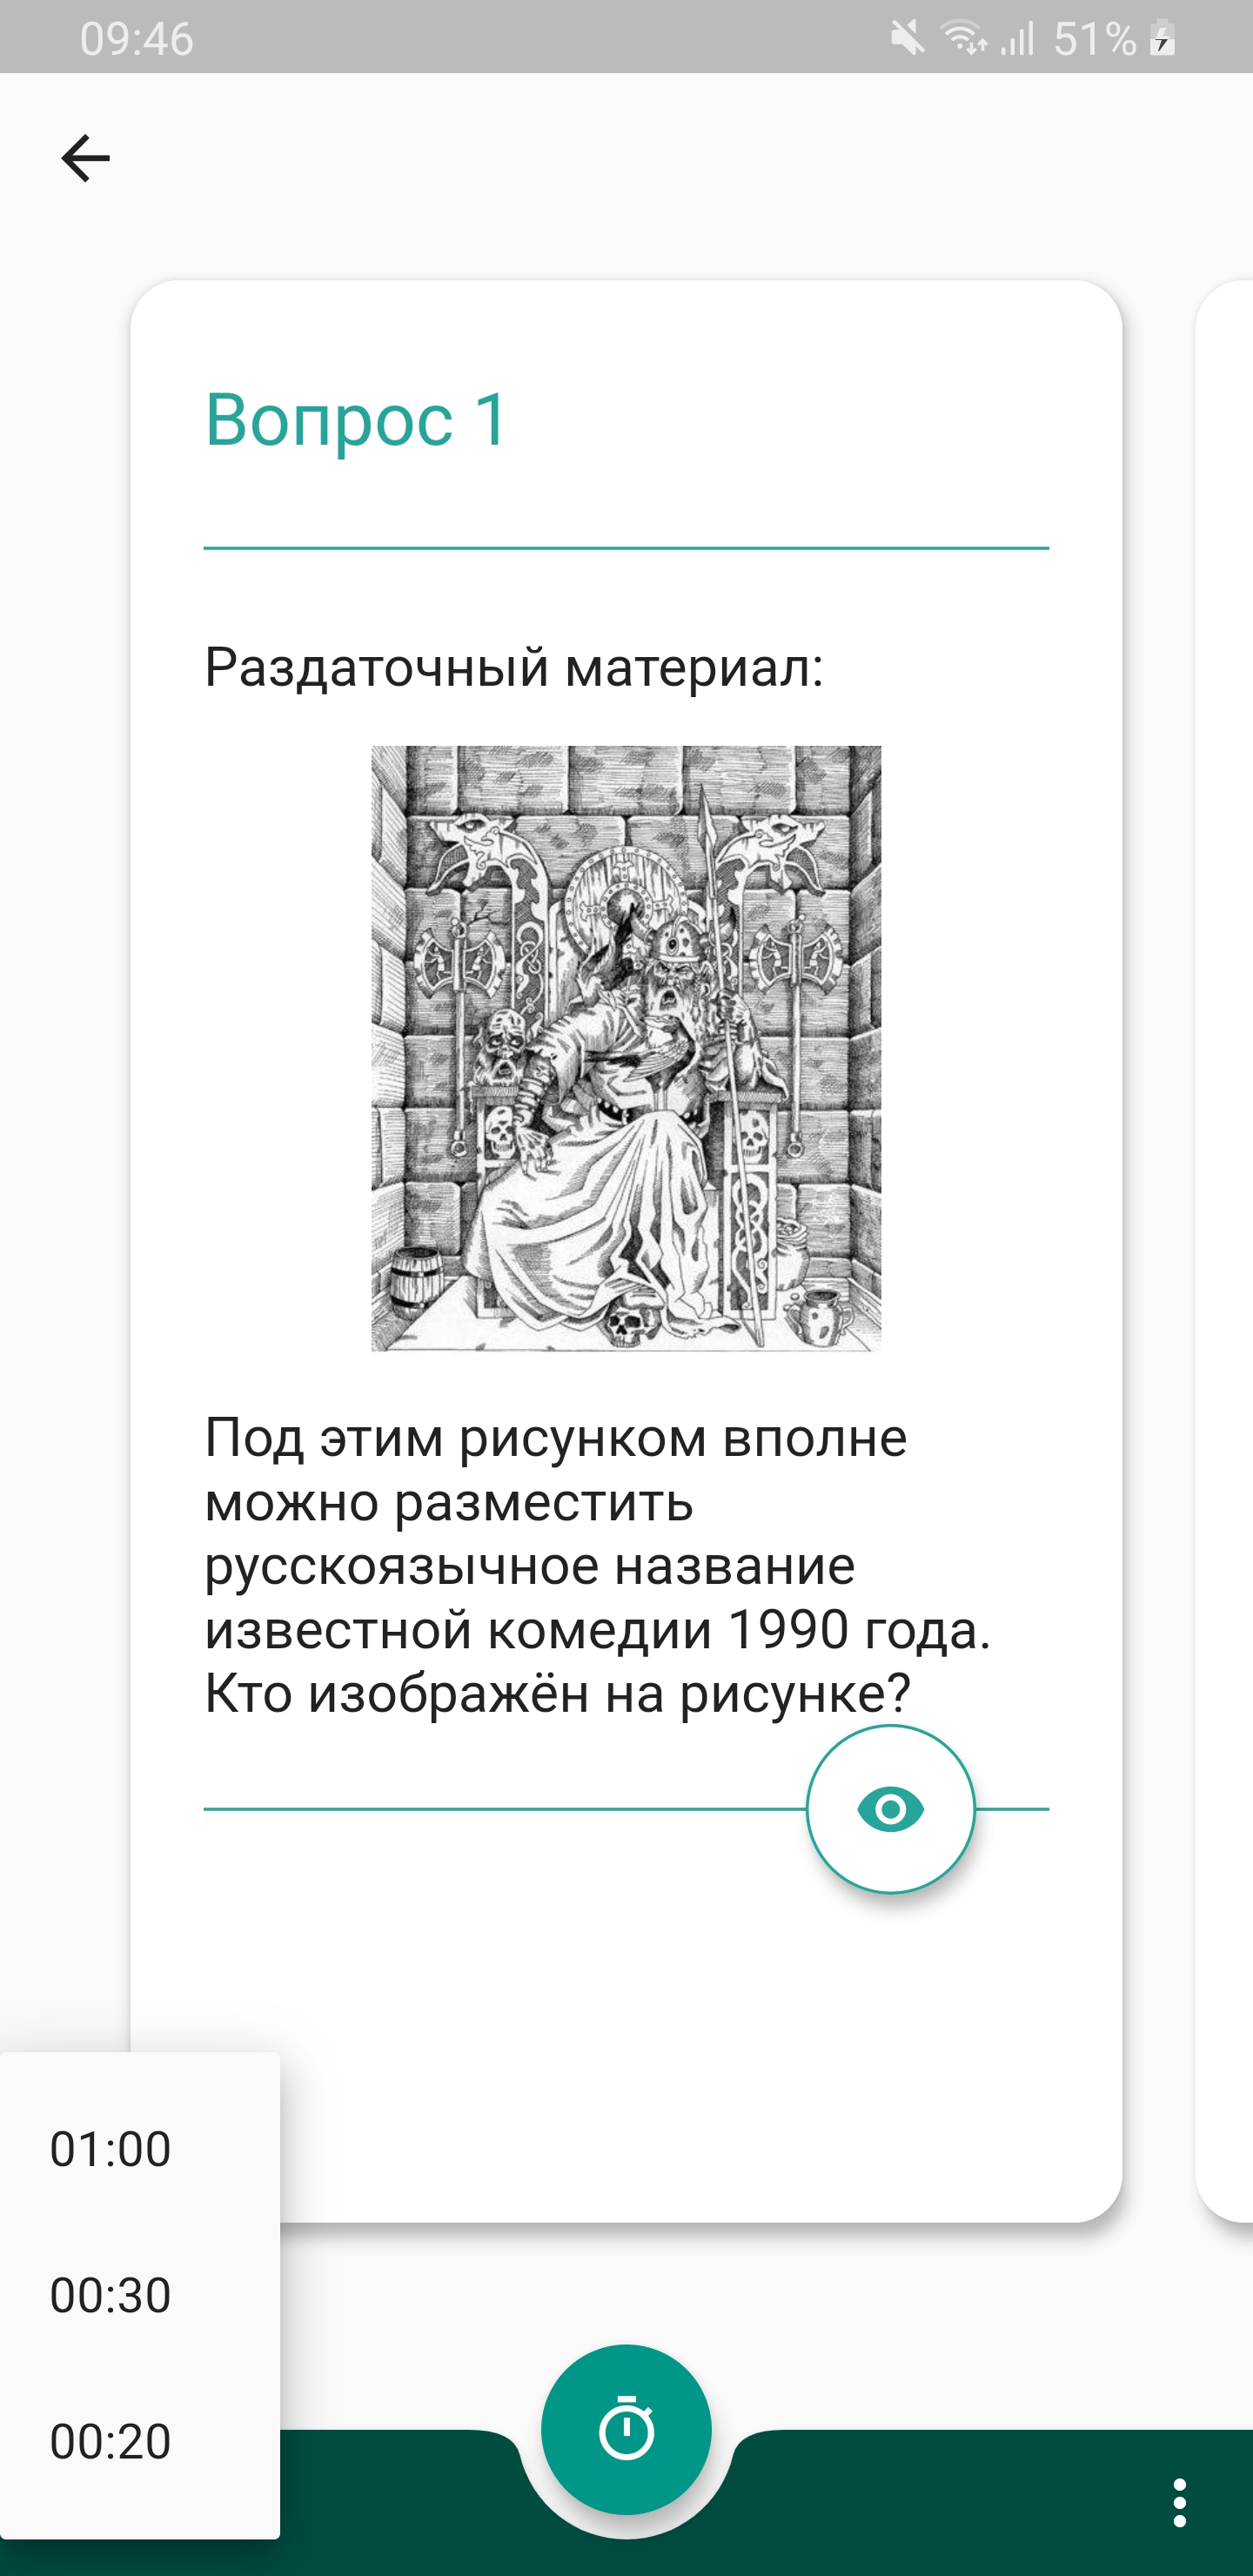 09:46
51%
Вопрос 1
Раздаточный материал:
Под этим рисунком вполне
можно разместить
русскоязычное название
известной комедии 1990 года.
Кто изображён на рисунке?
01:00
00:30
00:20